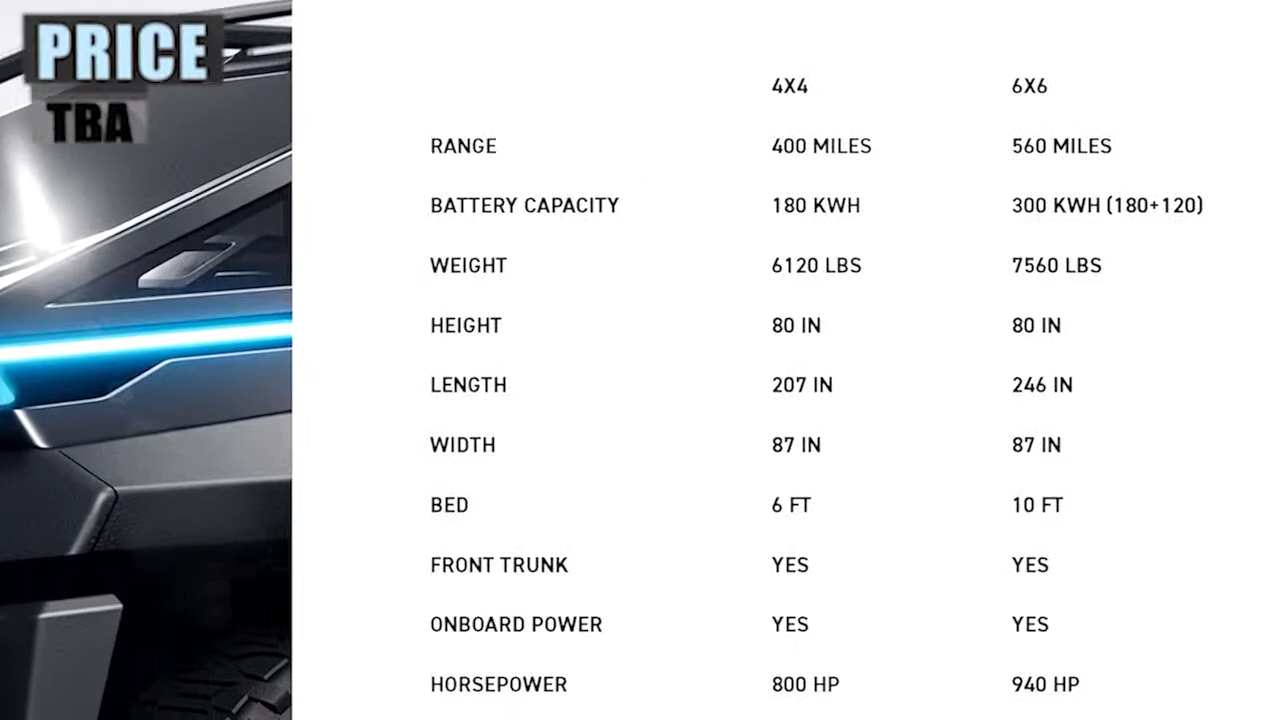 PRICE
TBA
4X4 6X6
RANGE 400 MILES 560 MILES
BATTERY CAPACITY 180 KWH 300 KWH (180+120)
WEIGHT 6120 LBS 7560 LBS
HEIGHT 80 IN 80 IN
LENGTH 207 IN 246 IN
WIDTH 87 IN 87 IN
BED 6 FT 10 FT
FRONT TRUNK YES YES
ONBOARD POWER YES YES
HORSEPOWER 800 HP 940 HP